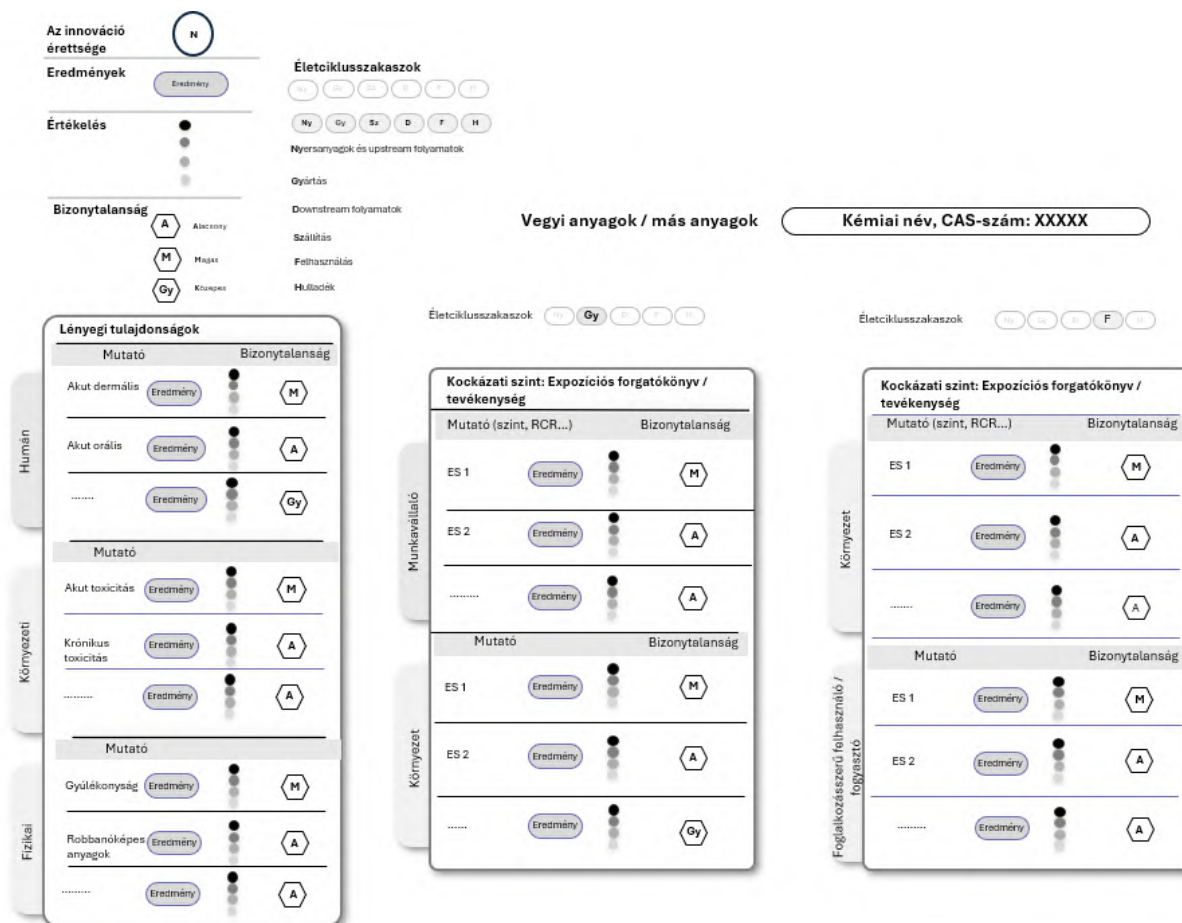 Az innováció
érettsége
N
Eredmények
Eredmény
Értékelés
Bizonytalanság
A
Alacsony
M
Magas
Gy
Közepes
Életciklusszakaszok
Ny Gy Sz D F H
Ny Gy Sz D F H
Nyersanyagok és upstream folyamatok
Gyártás
Downstream folyamatok
Szállítás
Felhasználás
Hulladék
Vegyi anyagok / más anyagok
Kémiai név, CAS-szám: XXXXX
Lényegi tulajdonságok
Humán
Mutató Bizonytalanság
Akut dermális Eredmény M
Akut orális Eredmény A
....... Eredmény Gy
Környezeti
Mutató
Akut toxicitás Eredmény M
Krónikus
toxicitás
Eredmény A
......... Eredmény A
Fizikai
Mutató
Gyúlékonyság Eredmény M
Robbanóképes
anyagok
Eredmény A
......... Eredmény A
Életciklusszakaszok Ny Gy D F H
Kockázati szint: Expozíciós forgatókönyv /
tevékenység
Munkavállaló
Mutató (szint, RCR...) Bizonytalanság
ES 1 Eredmény M
ES 2 Eredmény A
.......... Eredmény A
Környezet
Mutató Bizonytalanság
ES 1 Eredmény M
ES 2 Eredmény A
...... Eredmény Gy
Életciklusszakaszok Ny Gy D F H
Kockázati szint: Expozíciós forgatókönyv /
tevékenység
Környezet
Mutató (szint, RCR...) Bizonytalanság
ES 1 Eredmény M
ES 2 Eredmény A
....... Eredmény A
Foglalkozásszerű felhasználó /
fogyasztó
Mutató Bizonytalanság
ES 1 Eredmény M
ES 2 Eredmény A
.......... Eredmény A